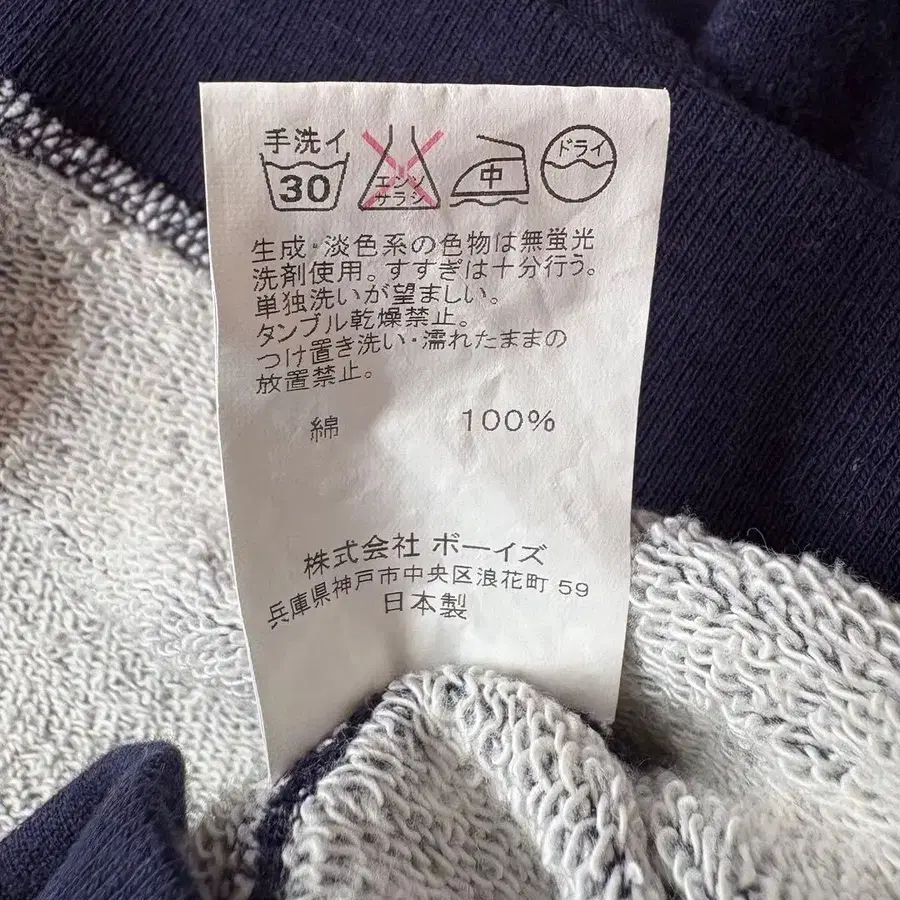 手洗イ
30
エンソ
サラシ
中
ドライ
生成・淡色系の色物は無蛍光
洗剤使用。すすぎは十分行う。
単独洗いが望ましい。
タンブル乾燥禁止。
つけ置き洗い・濡れたままの
放置禁止。
綿 100%
株式会社 ボーイズ
兵庫県神戸市中央区浪花町 59
日本製